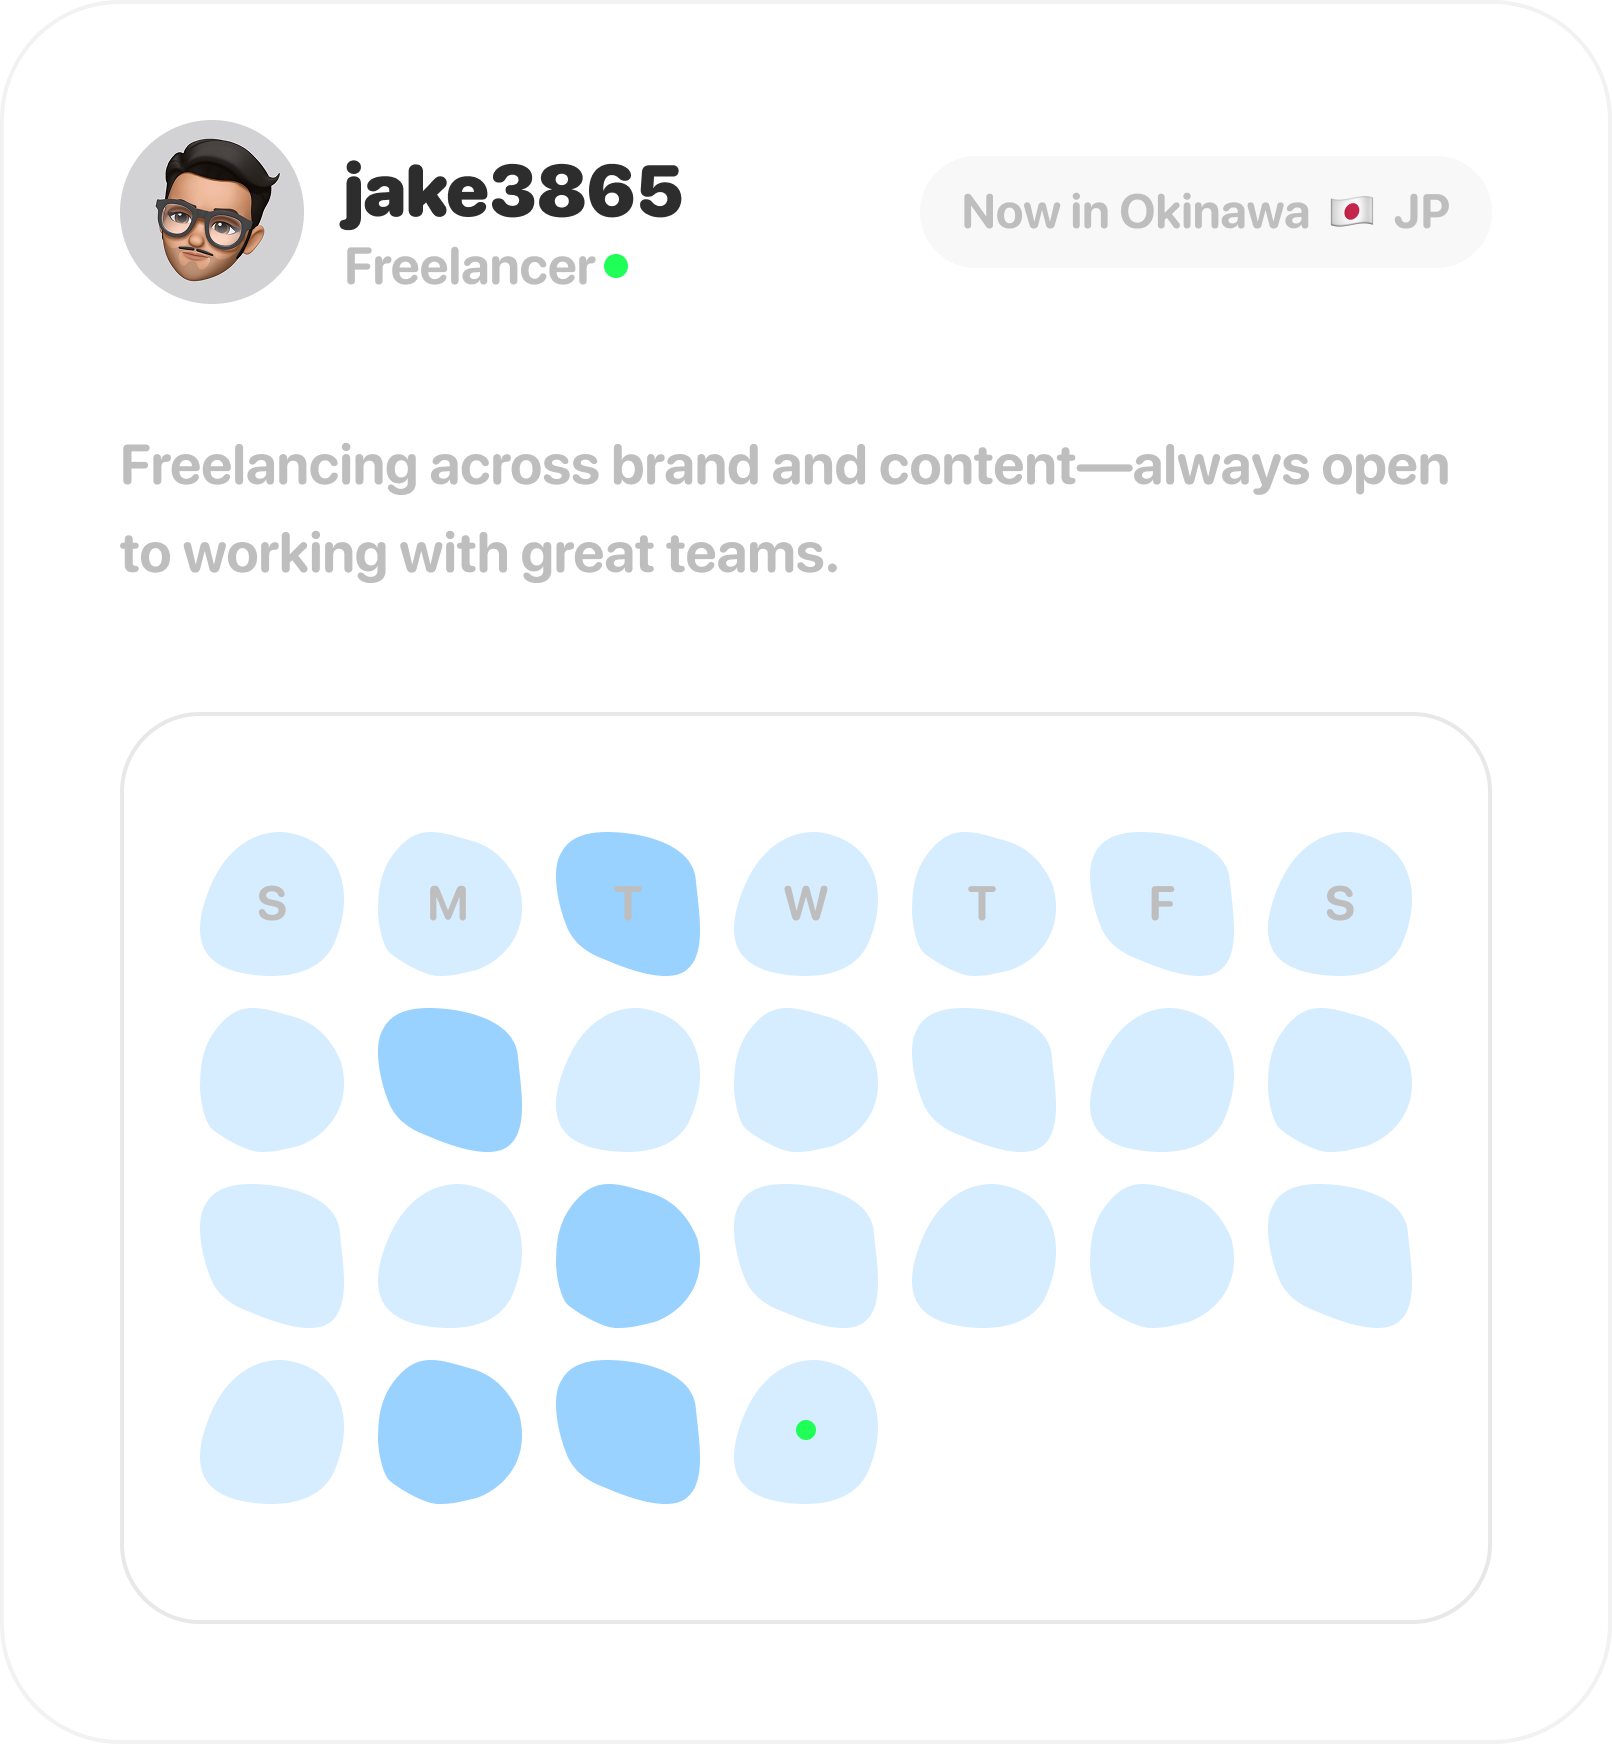 jake3865
Freelancer
Now in Okinawa 🇯🇵 JP
Freelancing across brand and content—always open
to working with great teams.
S M T W T F S